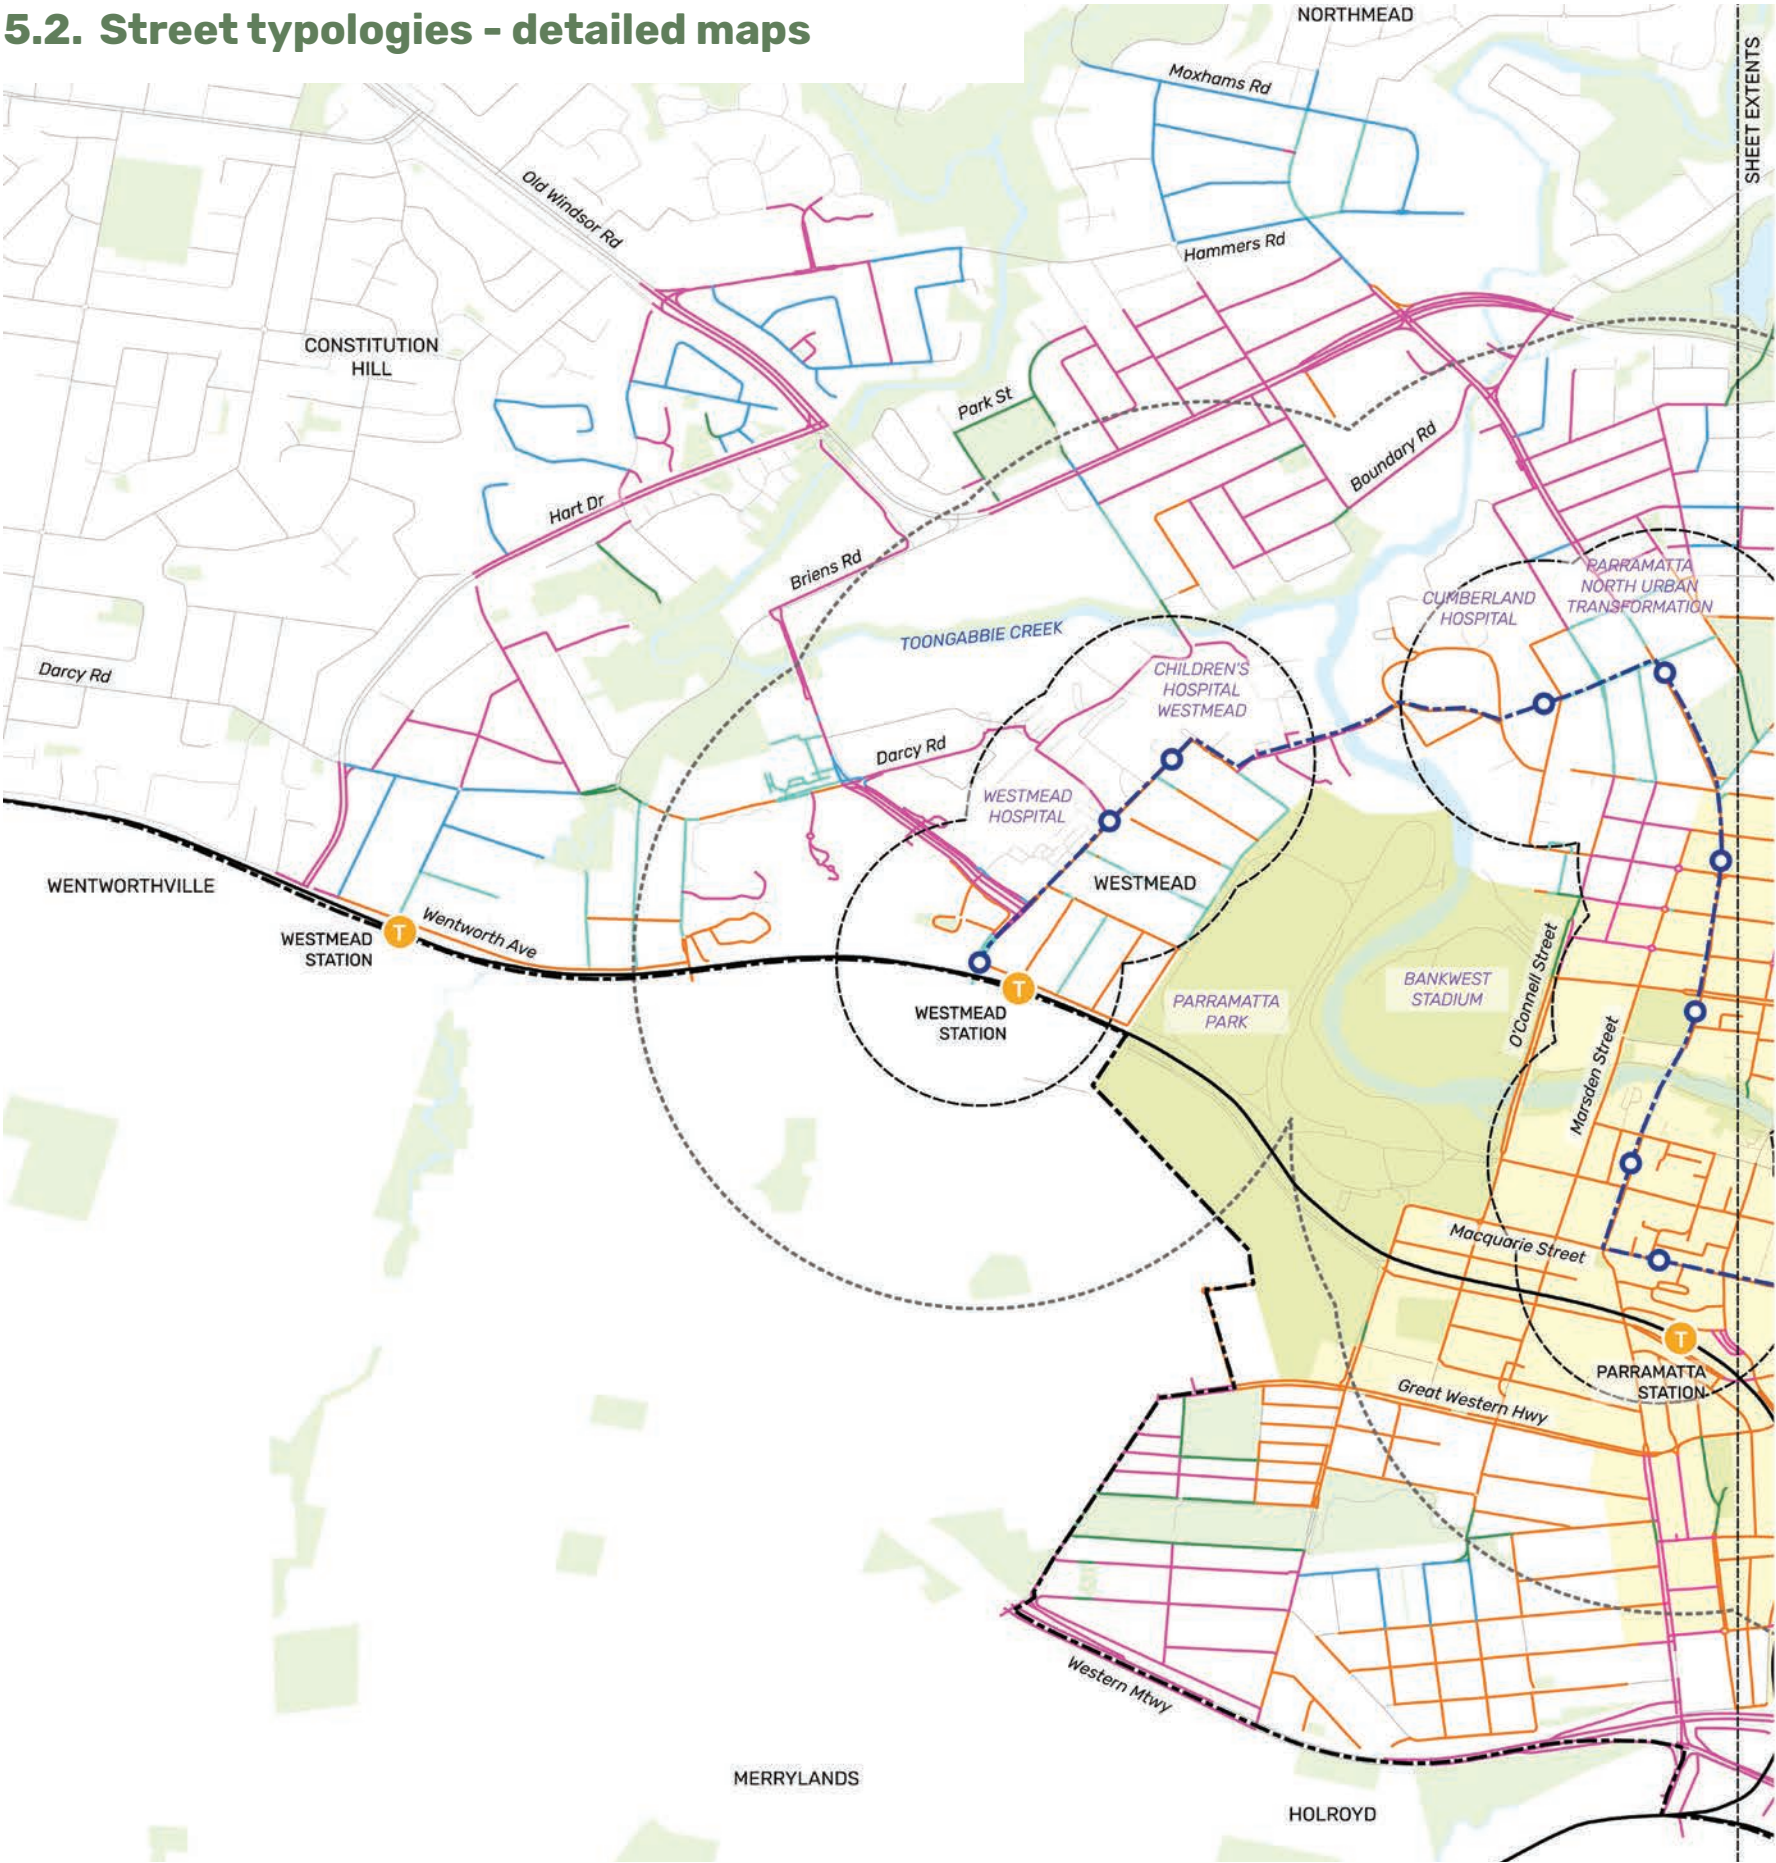 5.2. Street typologies - detailed maps
NORTHMEAD
SHEET EXTENTS
Moxhams Rd
Old Windsor Rd
Hammers Rd
CONSTITUTION
HILL
Park St
Boundary Rd
Hart Dr
Briens Rd
PARRAMATTA
NORTH URBAN
TRANSFORMATION
CUMBERLAND
HOSPITAL
TOONGABBIE CREEK
Darcy Rd
CHILDREN'S
HOSPITAL
WESTMEAD
Darcy Rd
WESTMEAD
HOSPITAL
WENTWORTHVILLE
WESTMEAD
T
Wentworth Ave
WESTMEAD
STATION
O'Connell Street
BANKWEST
STADIUM
T
PARRAMATTA
PARK
WESTMEAD
STATION
Marsden Street
Macquarie Street
T
PARRAMATTA
STATION
Great Western Hwy
Western Mtwy
MERRYLANDS
HOLROYD